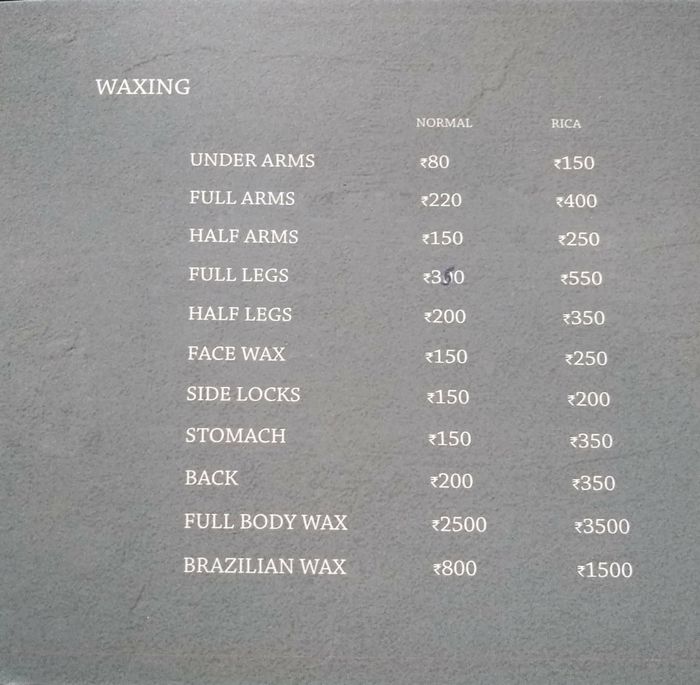 WAXING
NORMAL RICA
UNDER ARMS ₹80 ₹150
FULL ARMS ₹220 ₹400
HALF ARMS ₹150 ₹250
FULL LEGS ₹350 ₹550
HALF LEGS ₹200 ₹350
FACE WAX ₹150 ₹250
SIDE LOCKS ₹150 ₹200
STOMACH ₹150 ₹350
BACK ₹200 ₹350
FULL BODY WAX ₹2500 ₹3500
BRAZILIAN WAX ₹800 ₹1500